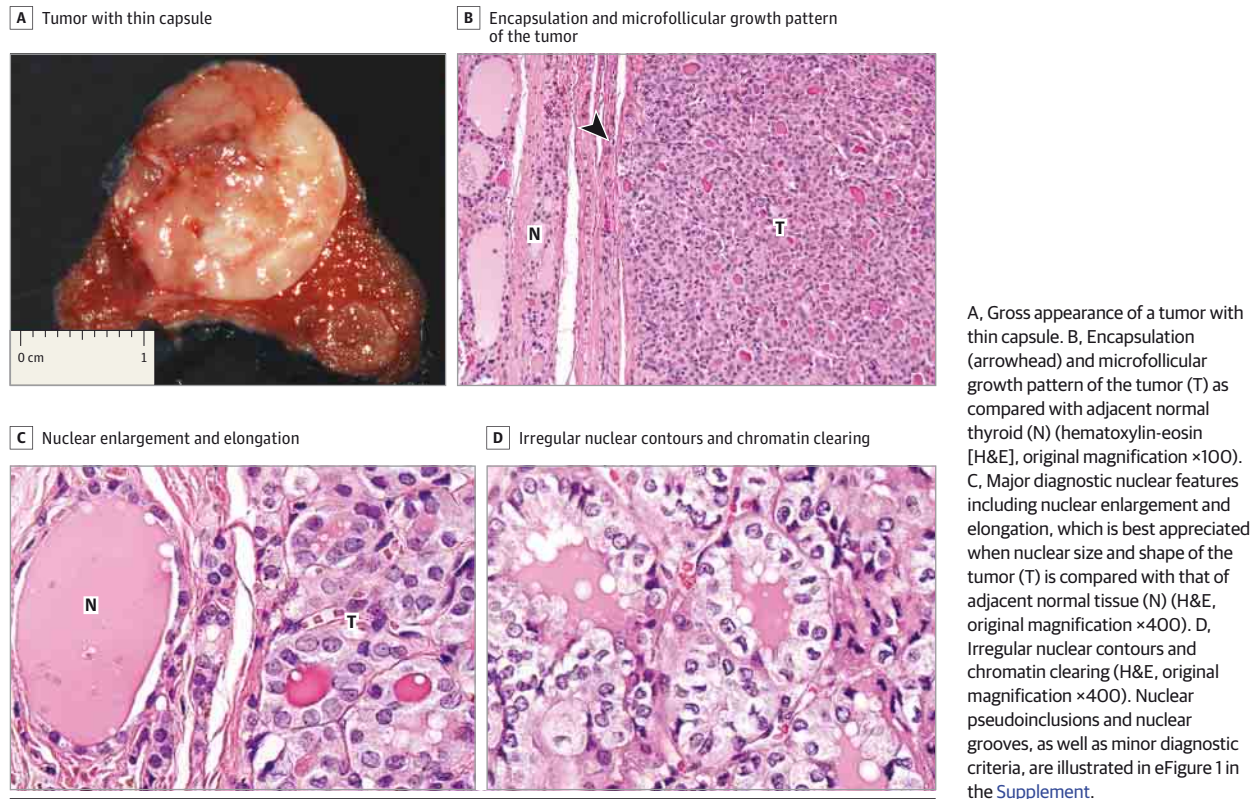 A Tumor with thin capsule
B Encapsulation and microfollicular growth pattern
of the tumor
0 cm 1
N
T
C Nuclear enlargement and elongation
D Irregular nuclear contours and chromatin clearing
N
T
A, Gross appearance of a tumor with
thin capsule. B, Encapsulation
(arrowhead) and microfollicular
growth pattern of the tumor (T) as
compared with adjacent normal
thyroid (N) (hematoxylin-eosin
[H&E], original magnification ×100).
C, Major diagnostic nuclear features
including nuclear enlargement and
elongation, which is best appreciated
when nuclear size and shape of the
tumor (T) is compared with that of
adjacent normal tissue (N) (H&E,
original magnification ×400). D,
Irregular nuclear contours and
chromatin clearing (H&E, original
magnification ×400). Nuclear
pseudoinclusions and nuclear
grooves, as well as minor diagnostic
criteria, are illustrated in eFigure 1 in
the Supplement.